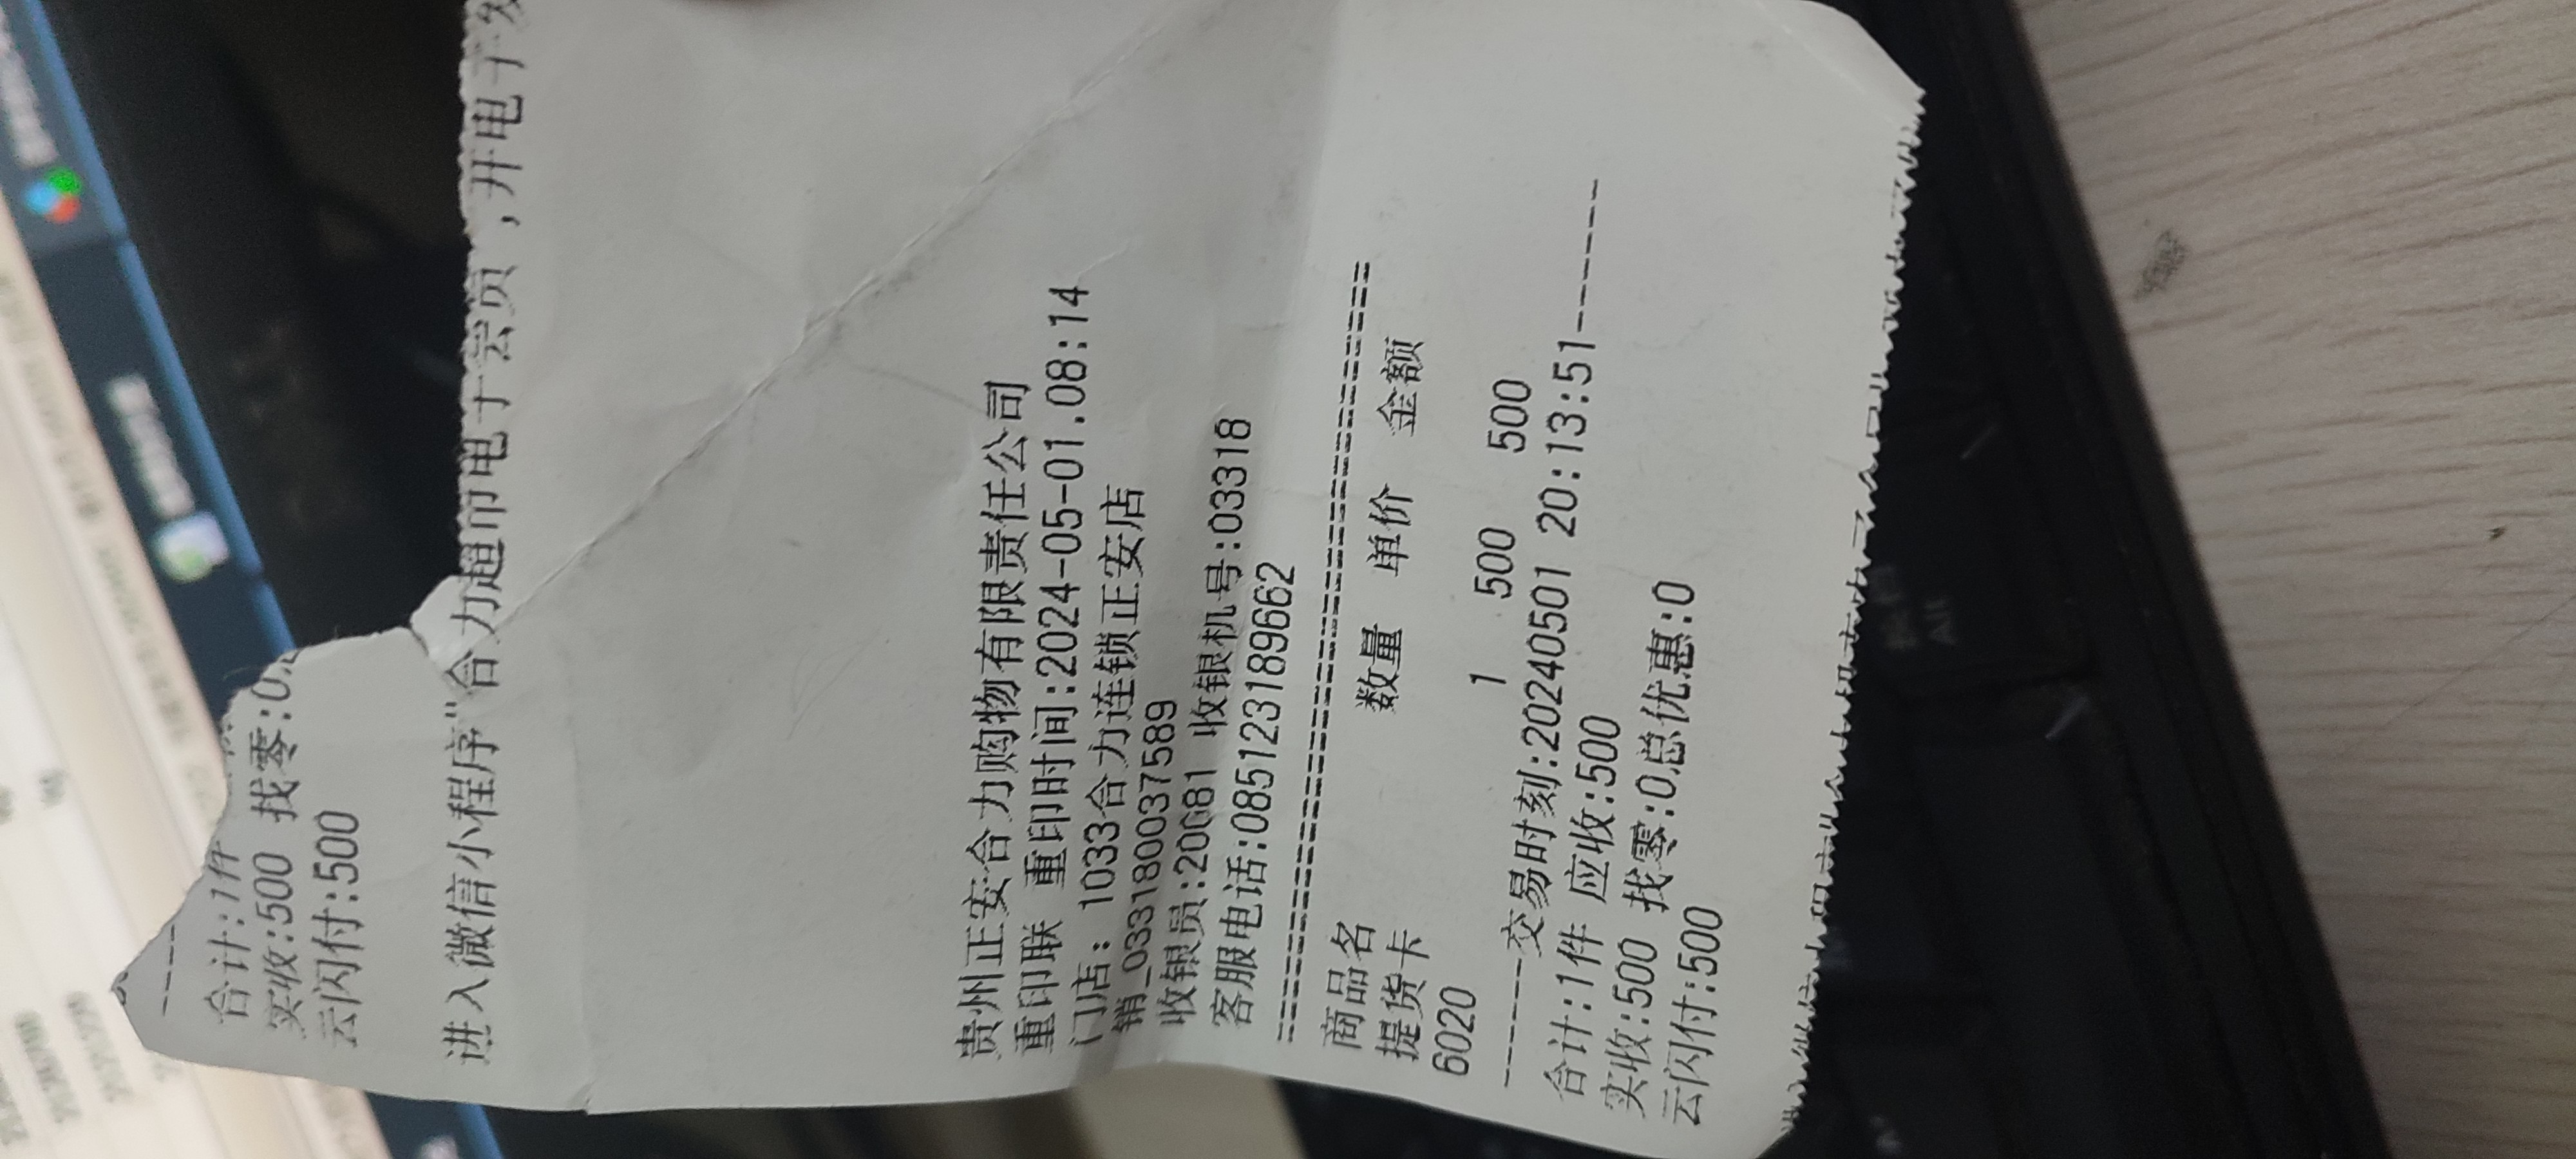 合计:1件
实收:500 找零:0
云闪付:500
进入微信小程序"合力超市电子会员,开电子发
贵州正安合力购物有限责任公司
重印联 重印时间:2024-05-01.08:14
门店: 1033合力连锁正安店
销_0331800037589
收银员:20681 收银机号:03318
客服电话:085123189662
==========================================
商品名 数量 单价 金额
提货卡
6020 1 500 500
------交易时刻:20240501 20:13:51------
合计:1件 应收:500
实收:500 找零:0总优惠:0
云闪付:500
Alt